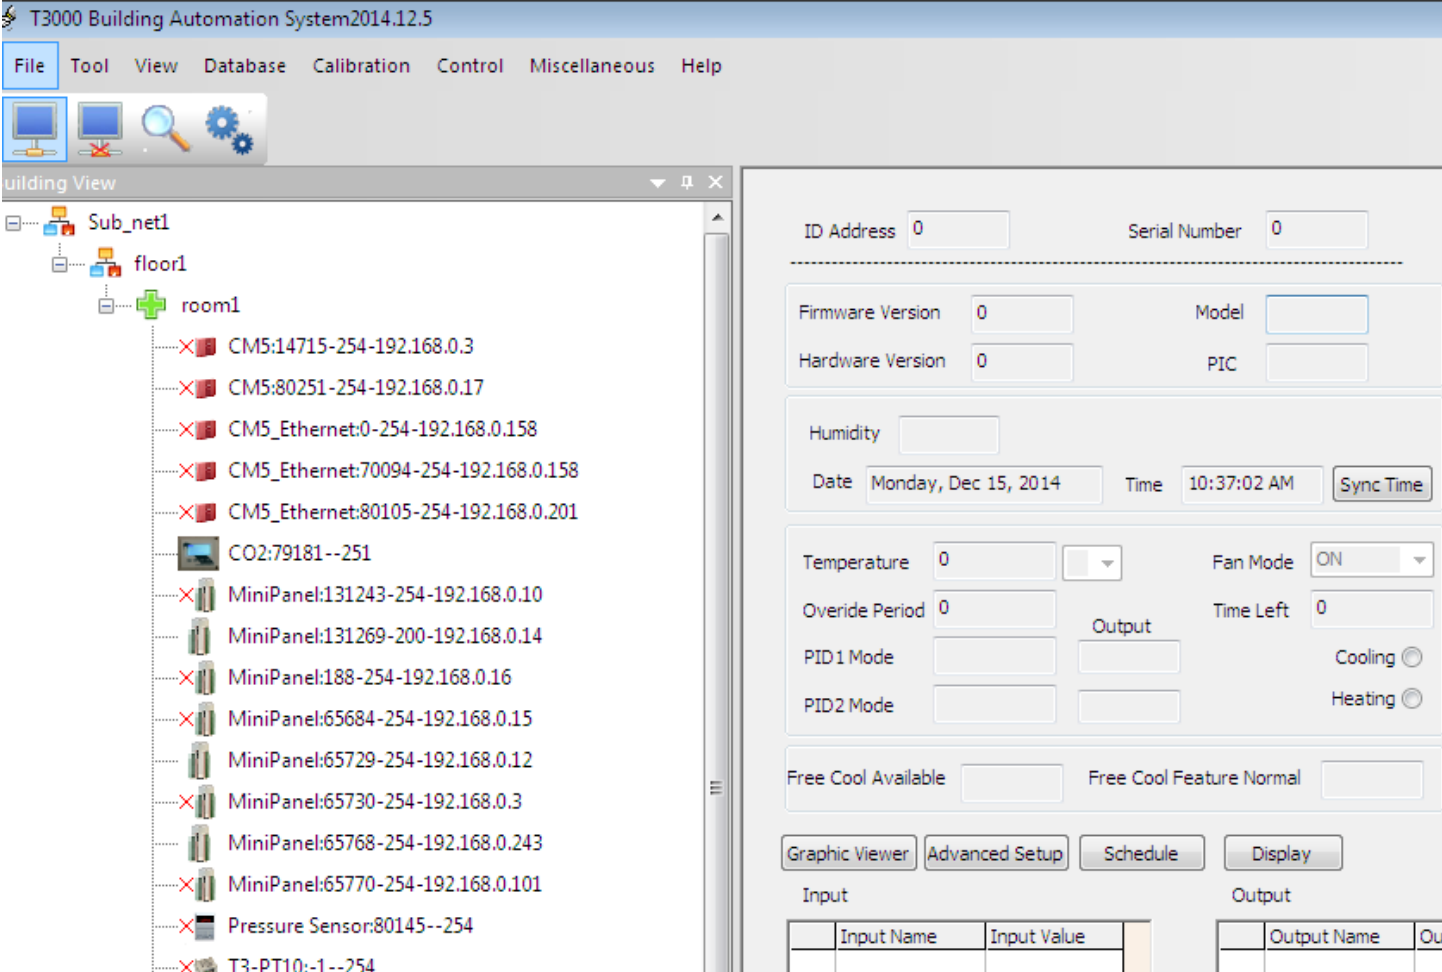 T3000 Building Automation System2014.12.5
File Tool View Database Calibration Control Miscellaneous Help
uilding View
Sub_net1
floor1
room1
CM5:14715-254-192.168.0.3
CM5:80251-254-192.168.0.17
CM5_Ethernet:0-254-192.168.0.158
CM5_Ethernet:70094-254-192.168.0.158
CM5_Ethernet:80105-254-192.168.0.201
CO2:79181--251
MiniPanel:131243-254-192.168.0.10
MiniPanel:131269-200-192.168.0.14
MiniPanel:188-254-192.168.0.16
MiniPanel:65684-254-192.168.0.15
MiniPanel:65729-254-192.168.0.12
MiniPanel:65730-254-192.168.0.3
MiniPanel:65768-254-192.168.0.243
MiniPanel:65770-254-192.168.0.101
Pressure Sensor:80145--254
T3-PT10:-1--254
ID Address 0 Serial Number 0
Firmware Version 0 Model
Hardware Version 0 PIC
Humidity
Date Monday, Dec 15, 2014 Time 10:37:02 AM Sync Time
Temperature 0 Fan Mode ON
Overide Period 0 Time Left 0
Output
PID1 Mode Cooling
PID2 Mode Heating
Free Cool Available Free Cool Feature Normal
Graphic Viewer Advanced Setup Schedule Display
Input Output
Input Name Input Value Output Name Ou